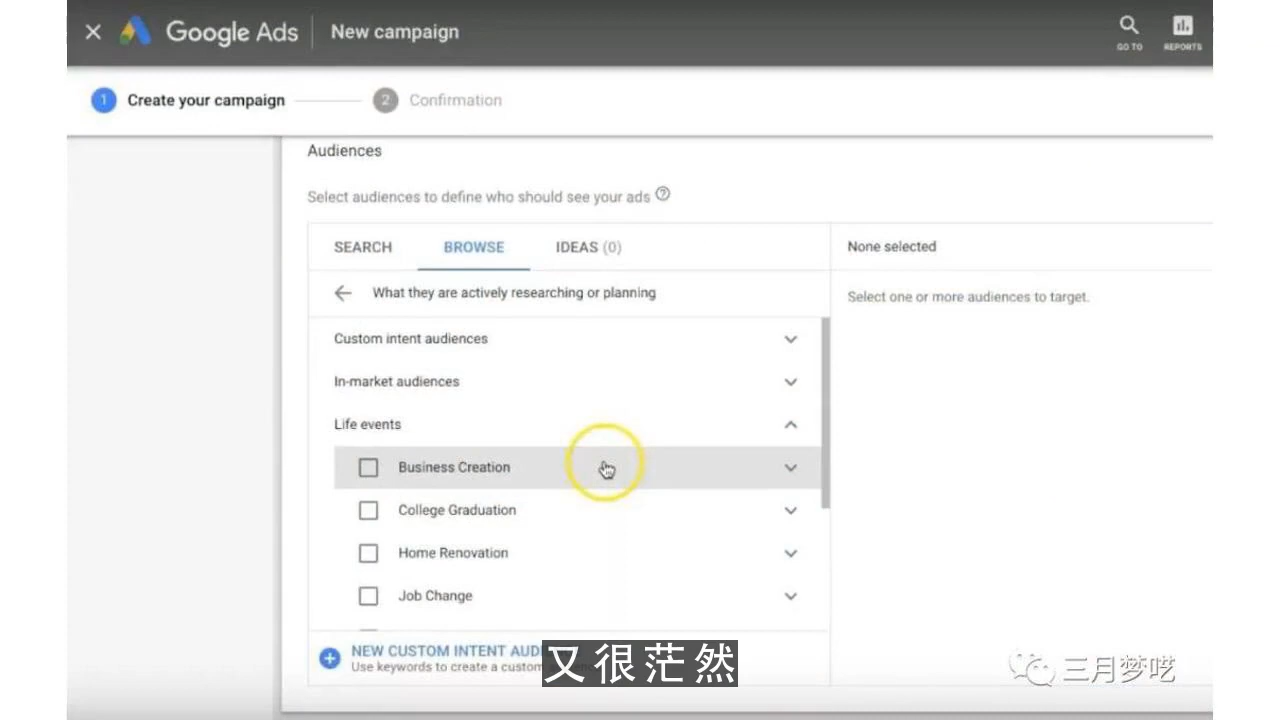 Google Ads New campaign
GO TO REPORTS
1 Create your campaign 2 Confirmation
Audiences
Select audiences to define who should see your ads
SEARCH BROWSE IDEAS (0) None selected
What they are actively researching or planning
Select one or more audiences to target.
Custom intent audiences
In-market audiences
Life events
Business Creation
College Graduation
Home Renovation
Job Change
NEW CUSTOM INTENT
Use keywords to create a custom
又很茫然
三月梦呓